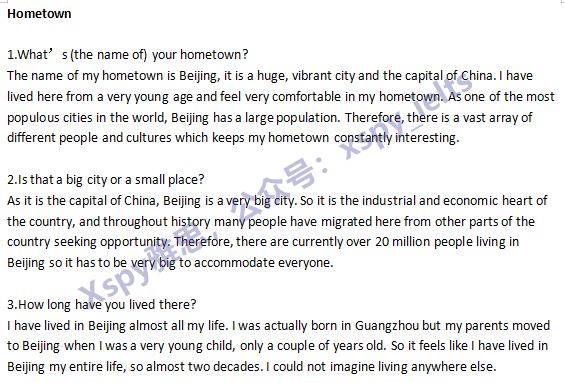 Hometown
1.What’s (the name of) your hometown?
The name of my hometown is Beijing, it is a huge, vibrant city and the capital of China. I have
lived here from a very young age and feel very comfortable in my hometown. As one of the most
populous cities in the world, Beijing has a large population. Therefore, there is a vast array of
different people and cultures which keeps my hometown constantly interesting.
2.Is that a big city or a small place?
As it is the capital of China, Beijing is a very big city. So it is the industrial and economic heart of
the country, and throughout history many people have migrated here from other parts of the
country seeking opportunity. Therefore, there are currently over 20 million people living in
Beijing so it has to be very big to accommodate everyone.
3.How long have you lived there?
I have lived in Beijing almost all my life. I was actually born in Guangzhou but my parents moved
to Beijing when I was a very young child, only a couple of years old. So it feels like I have lived in
Beijing my entire life, so almost two decades. I could not imagine living anywhere else.
Xspy雅思，公众号：xspy_ielts